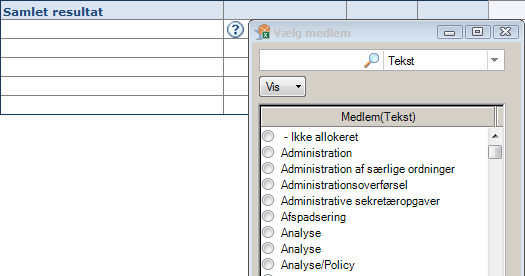 Samlet resultat
Vælg medlem
Tekst
Vis
Medlem(Tekst)
- Ikke allokeret
Administration
Administration af særlige ordninger
Administrationsoverførsel
Administrative sekretæropgaver
Afspadsering
Analyse
Analyse
Analyse/Policy